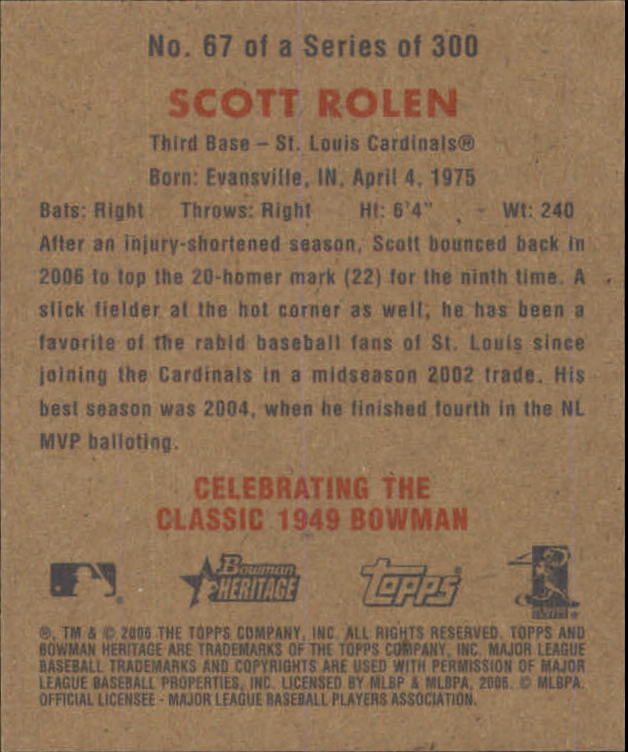 No. 67 of a Series of 300
SCOTT ROLEN
Third Base – St. Louis Cardinals®
Born: Evansville, IN, April 4, 1975
Bats: Right Throws: Right Ht: 6'4" Wt: 240
After an injury-shortened season, Scott bounced back in
2006 to top the 20-homer mark (22) for the ninth time. A
slick fielder at the hot corner as well, he has been a
favorite of the rabid baseball fans of St. Louis since
joining the Cardinals in a midseason 2002 trade. His
best season was 2004, when he finished fourth in the NL
MVP balloting.
CELEBRATING THE
CLASSIC 1949 BOWMAN
Bowman
HERITAGE
topps®
®, TM & © 2006 THE TOPPS COMPANY, INC. ALL RIGHTS RESERVED. TOPPS AND
BOWMAN HERITAGE ARE TRADEMARKS OF THE TOPPS COMPANY, INC. MAJOR LEAGUE
BASEBALL TRADEMARKS AND COPYRIGHTS ARE USED WITH PERMISSION OF MAJOR
LEAGUE BASEBALL PROPERTIES, INC. LICENSED BY MLBP & MLBPA, 2006. © MLBPA.
OFFICIAL LICENSEE - MAJOR LEAGUE BASEBALL PLAYERS ASSOCIATION.